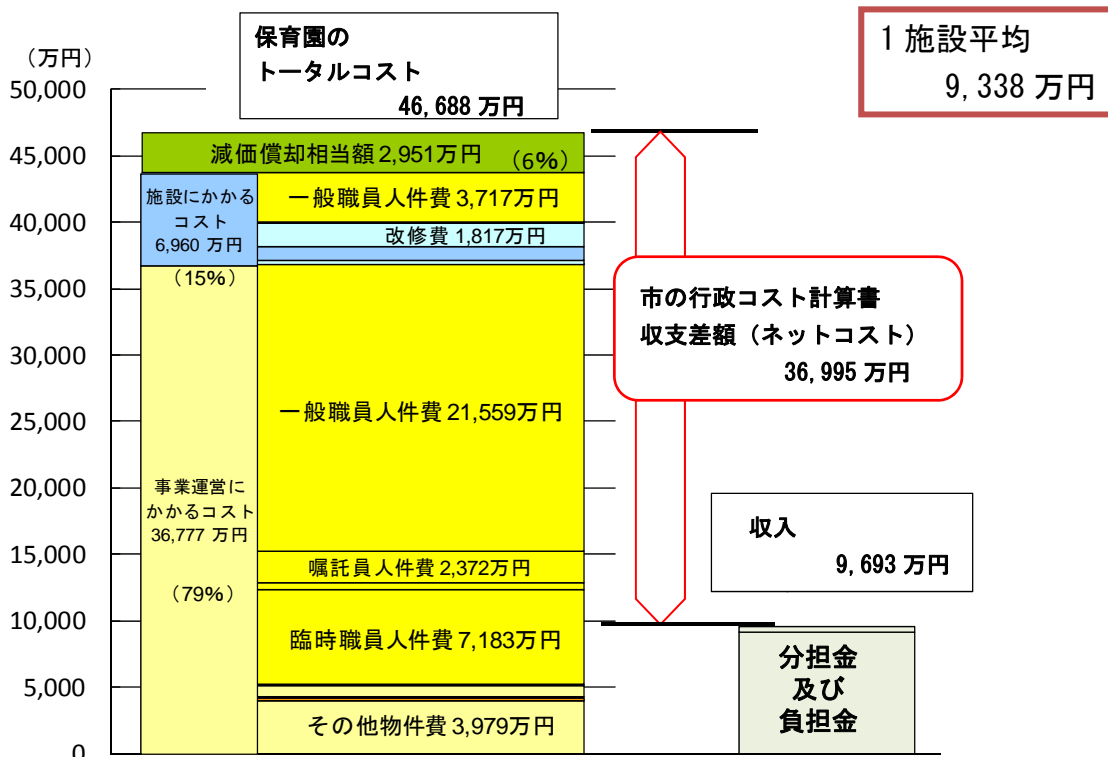 （万円）
50,000
45,000
40,000
35,000
30,000
25,000
20,000
15,000
10,000
5,000
0
保育園の
トータルコスト
46,688 万円
1 施設平均
9,338 万円
減価償却相当額 2,951万円 （6%）
施設にかかる
コスト
6,960 万円
（15%）
一般職員人件費 3,717万円
改修費 1,817万円
市の行政コスト計算書
収支差額（ネットコスト）
36,995 万円
一般職員人件費 21,559万円
事業運営に
かかるコスト
36,777 万円
（79%）
嘱託員人件費 2,372万円
臨時職員人件費 7,183万円
その他物件費 3,979万円
収入
9,693 万円
分担金
及び
負担金